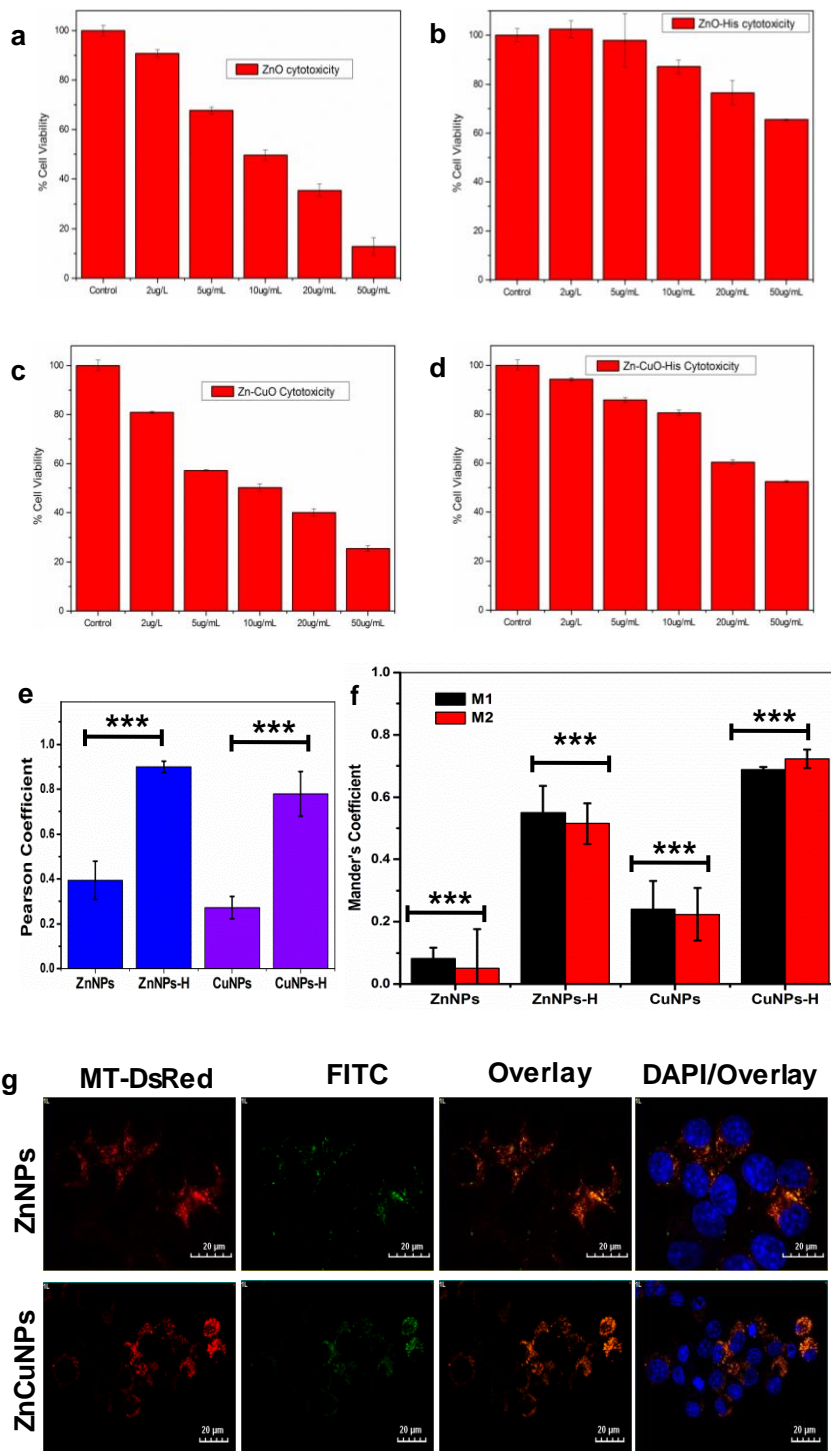 a
100
80
60
40
20
0
% Cell Viability
ZnO cytotoxicity
Control 2ug/L 5ug/mL 10ug/mL 20ug/mL 50ug/mL
b
100
80
60
40
20
0
% Cell Viability
ZnO-His cytotoxicity
Control 2ug/L 5ug/mL 10ug/mL 20ug/mL 50ug/mL
c
100
80
60
40
20
0
% Cell Viability
Zn-CuO Cytotoxicity
Control 2ug/L 5ug/mL 10ug/mL 20ug/mL 50ug/mL
d
100
80
60
40
20
0
% Cell Viability
Zn-CuO-His Cytotoxicity
Control 2ug/L 5ug/mL 10ug/mL 20ug/mL 50ug/mL
e
*** ***
0.9
0.8
0.6
0.4
0.2
0.0
Pearson Coefficient
ZnNPs ZnNPs-H CuNPs CuNPs-H
f
1.0
0.8
0.6
0.4
0.2
0.0
Mander's Coefficient
M1
M2
*** *** *** ***
ZnNPs ZnNPs-H CuNPs CuNPs-H
g
MT-DsRed FITC Overlay DAPI/Overlay
ZnNPs
20 µm 20 µm 20 µm 20 µm
ZnCuNPs
20 µm 20 µm 20 µm 20 µm